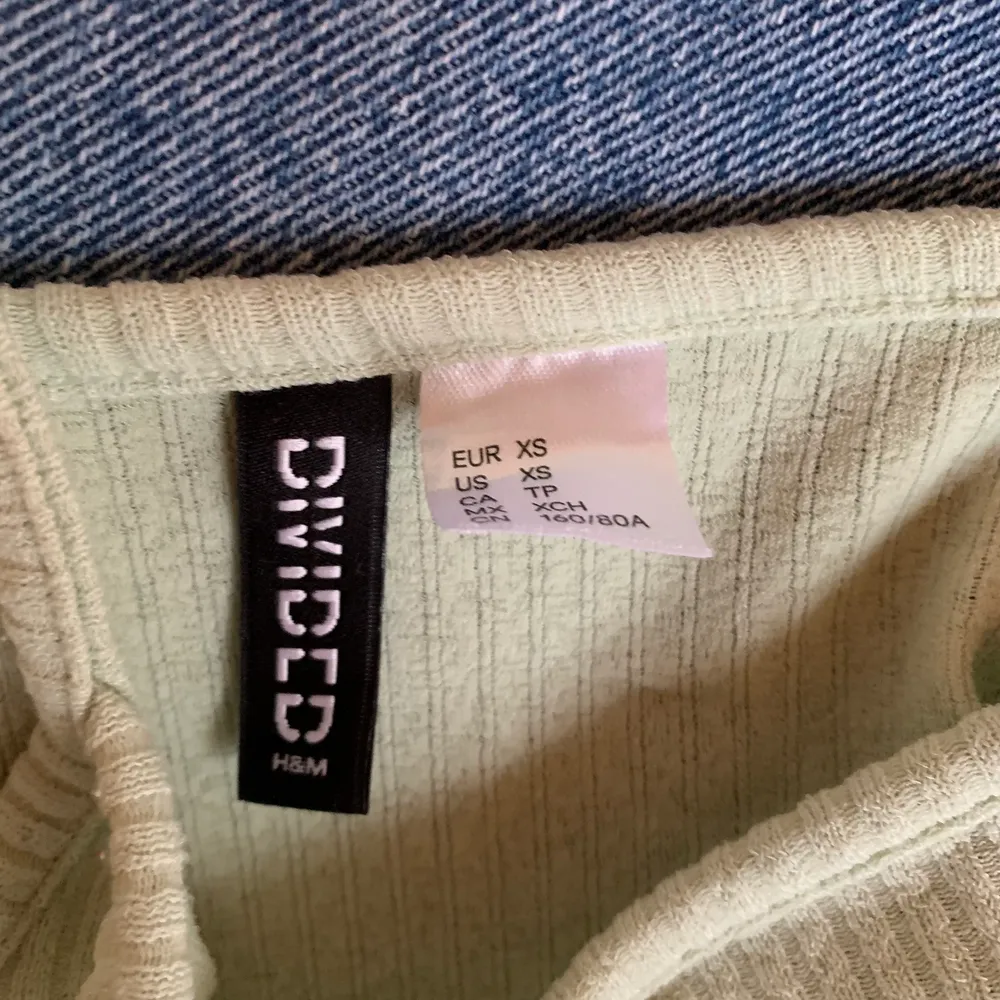 DIVIDED
H&M
EUR XS
US XS
CA TP
MX XCH
CN 160/80A